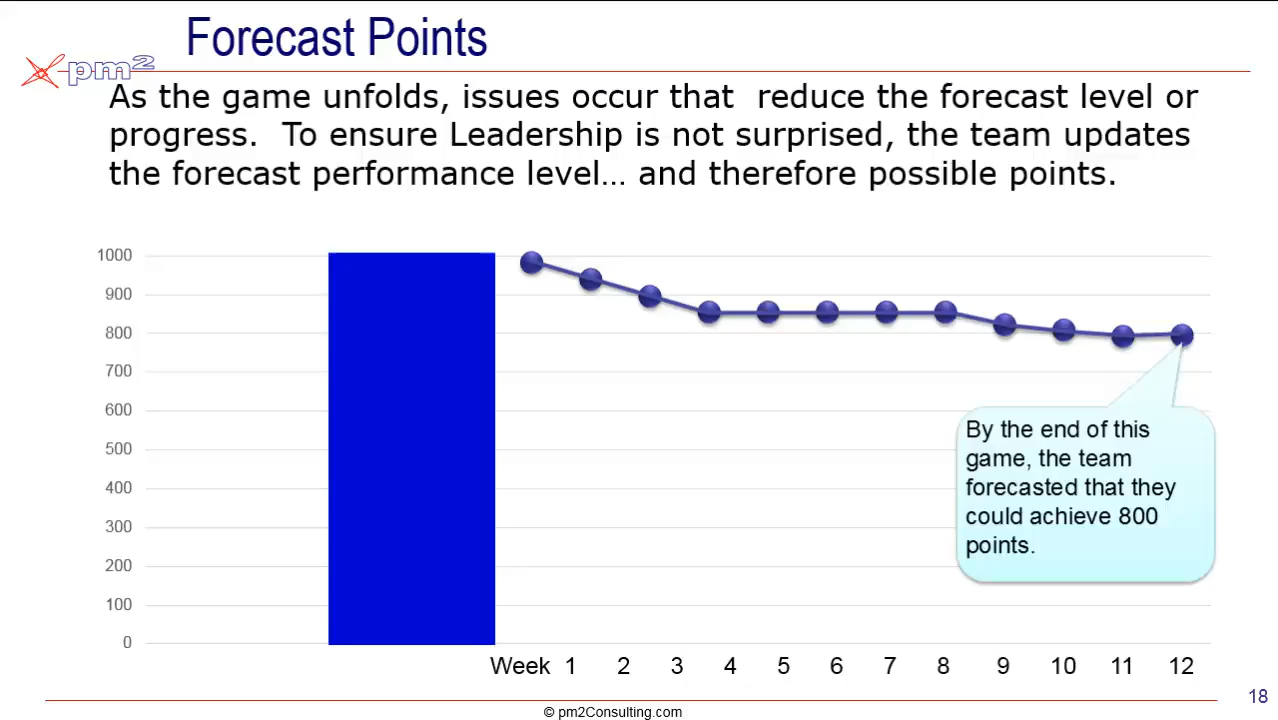 Forecast Points
pm2
As the game unfolds, issues occur that  reduce the forecast level or
progress.  To ensure Leadership is not surprised, the team updates
the forecast performance level… and therefore possible points.
1000
900
800
700
600
500
400
300
200
100
0
By the end of this
game, the team
forecasted that they
could achieve 800
points.
Week 1 2 3 4 5 6 7 8 9 10 11 12
18
© pm2Consulting.com